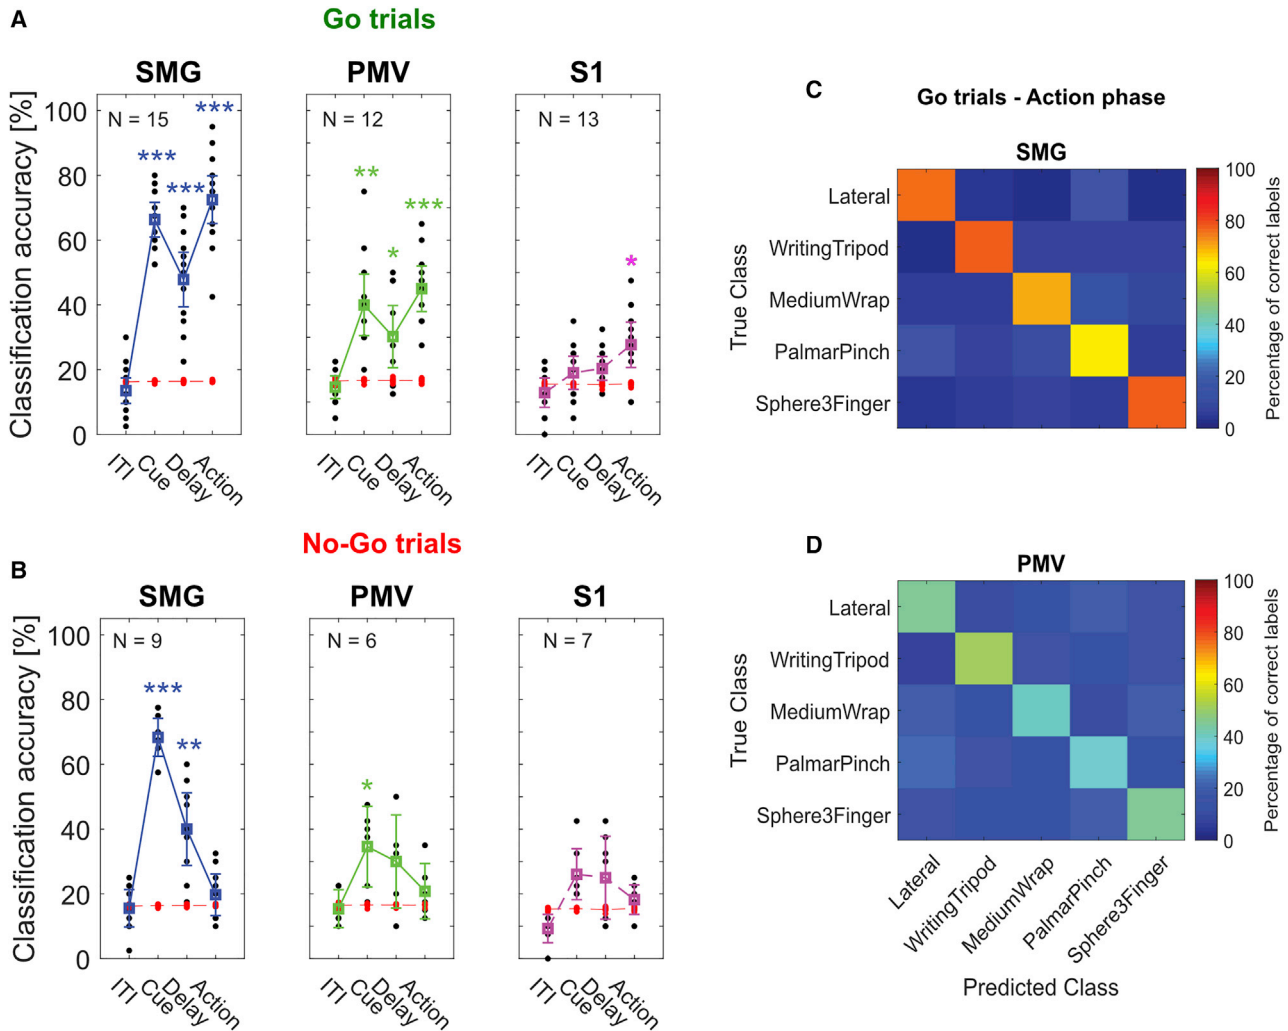 A
Go trials
SMG
PMV
S1
Classification accuracy [%]
100
80
60
40
20
0
N = 15
***
***
***
N = 12
**
*
***
N = 13
*
ITI
Cue
Delay
Action
ITI
Cue
Delay
Action
ITI
Cue
Delay
Action
B
No-Go trials
SMG
PMV
S1
Classification accuracy [%]
100
80
60
40
20
0
N = 9
***
**
N = 6
*
N = 7
ITI
Cue
Delay
Action
ITI
Cue
Delay
Action
ITI
Cue
Delay
Action
C
Go trials - Action phase
SMG
True Class
Lateral
WritingTripod
MediumWrap
PalmarPinch
Sphere3Finger
100
80
60
40
20
0
Percentage of correct labels
D
PMV
True Class
Lateral
WritingTripod
MediumWrap
PalmarPinch
Sphere3Finger
100
80
60
40
20
0
Percentage of correct labels
Lateral
WritingTripod
MediumWrap
PalmarPinch
Sphere3Finger
Predicted Class